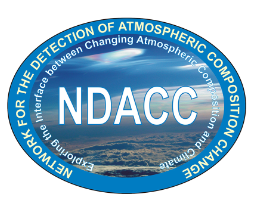 NETWORK FOR THE DETECTION OF ATMOSPHERIC COMPOSITION CHANGE
Exploring the Interface between Changing Atmospheric Composition and Climate
NDACC